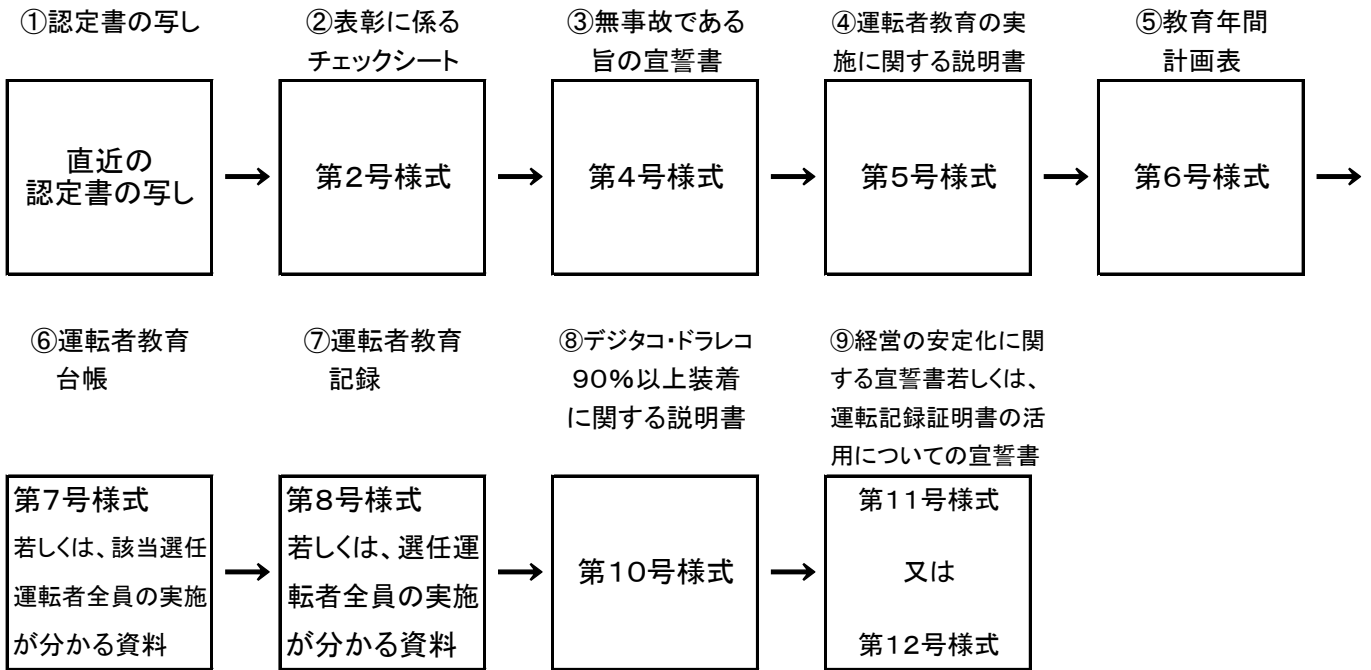 ①認定書の写し
②表彰に係る
チェックシート
③無事故である
旨の宣誓書
④運転者教育の実
施に関する説明書
⑤教育年間
計画表
直近の
認定書の写し
→
第2号様式
→
第4号様式
→
第5号様式
→
第6号様式
→
⑥運転者教育
台帳
⑦運転者教育
記録
⑧デジタコ・ドラレコ
90%以上装着
に関する説明書
⑨経営の安定化に関
する宣誓書若しくは、
運転記録証明書の活
用についての宣誓書
第7号様式
若しくは、該当選任
運転者全員の実施
が分かる資料
→
第8号様式
若しくは、選任運
転者全員の実施
が分かる資料
→
第10号様式
→
第11号様式
又は
第12号様式